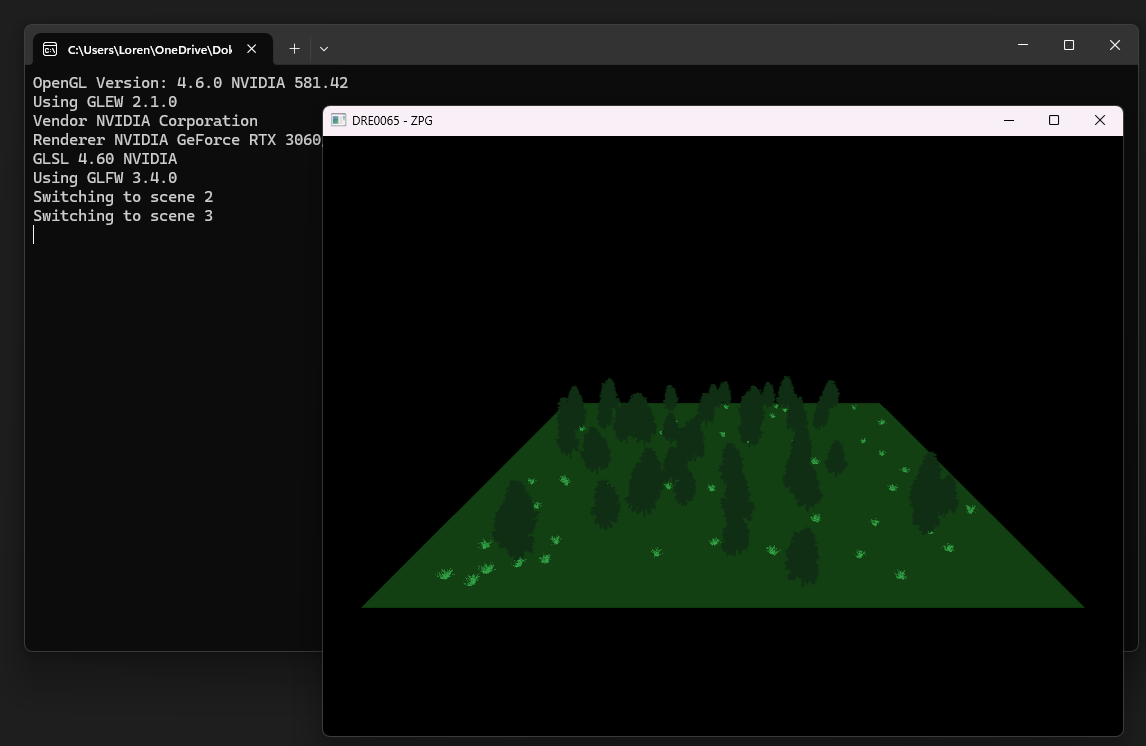 C:\Users\Loren\OneDrive\Dok
OpenGL Version: 4.6.0 NVIDIA 581.42
Using GLEW 2.1.0
Vendor NVIDIA Corporation
Renderer NVIDIA GeForce RTX 3060
GLSL 4.60 NVIDIA
Using GLFW 3.4.0
Switching to scene 2
Switching to scene 3
DRE0065 - ZPG